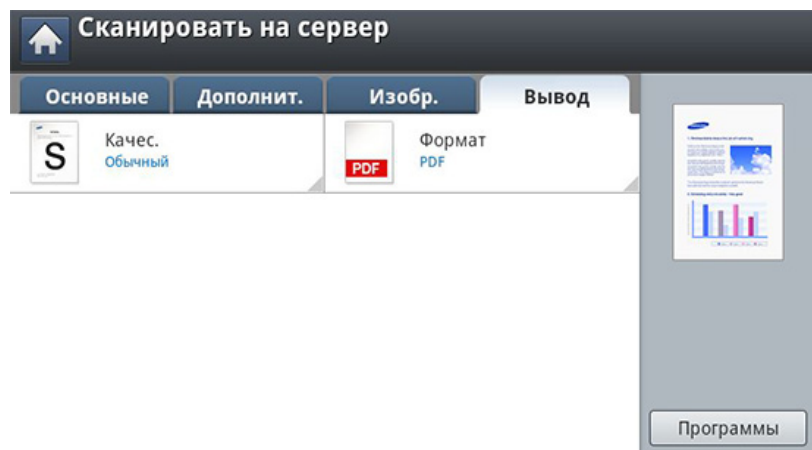 Сканировать на сервер
Основные
Дополнит.
Изобр.
Вывод
S
Качес.
Обычный
PDF
Формат
PDF
Программы